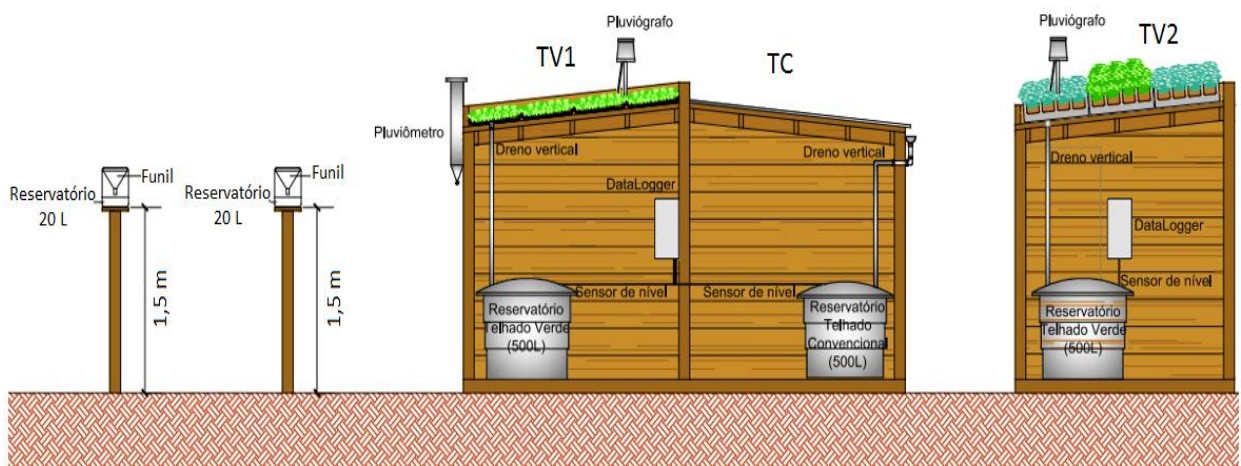 Funil
Reservatório
20 L
1,5 m
Funil
Reservatório
20 L
1,5 m
Pluviômetro
TV1
Pluviógrafo
TC
Dreno vertical
Dreno vertical
DataLogger
Sensor de nível
Sensor de nível
Reservatório
Telhado Verde
(500L)
Reservatório
Telhado
Convencional
(500L)
Pluviógrafo
TV2
Dreno vertical
DataLogger
Sensor de nível
Reservatório
Telhado Verde
(500L)